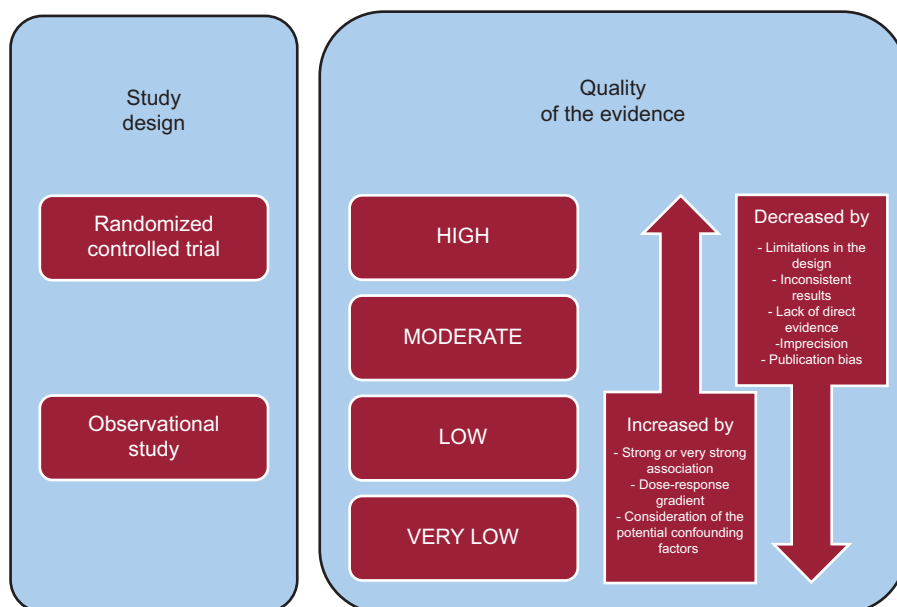 Study
design
Randomized
controlled trial
Observational
study
Quality
of the evidence
HIGH
MODERATE
LOW
VERY LOW
Increased by
- Strong or very strong
association
- Dose-response
gradient
- Consideration of the
potential confounding
factors
Decreased by
- Limitations in the
design
- Inconsistent
results
- Lack of direct
evidence
-Imprecision
- Publication bias